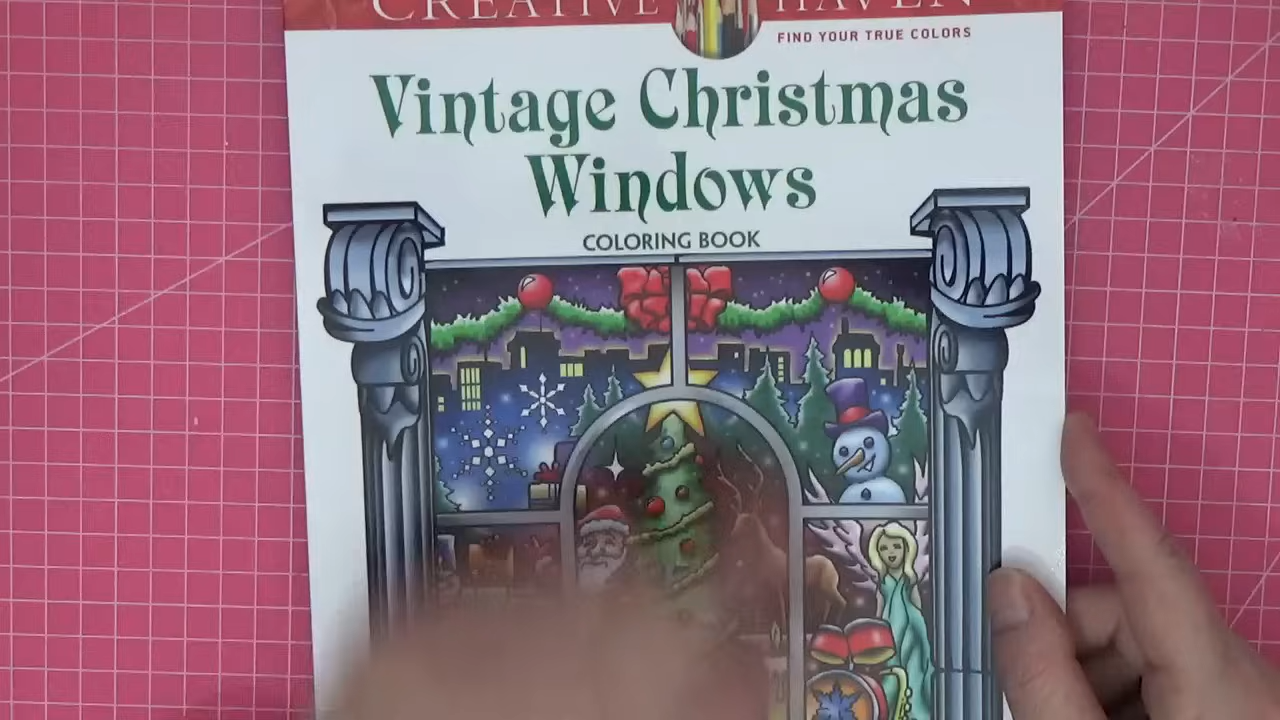 CREATIVE HAVEN
FIND YOUR TRUE COLORS
Vintage Christmas
Windows
COLORING BOOK